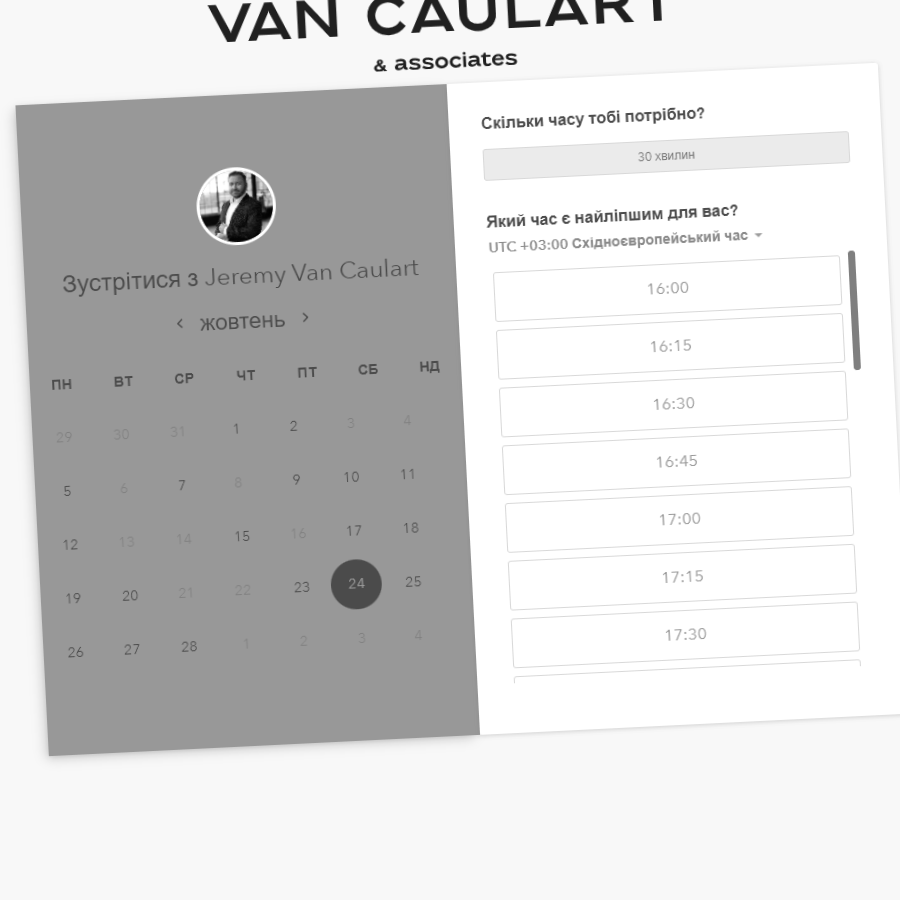 VAN CAULART
& associates
Зустрітися з Jeremy Van Caulart
‹ жовтень ›
ПН ВТ СР ЧТ ПТ СБ НД
29 30 31 1 2 3 4
5 6 7 8 9 10 11
12 13 14 15 16 17 18
19 20 21 22 23 24 25
26 27 28 1 2 3 4
Скільки часу тобі потрібно?
30 хвилин
Який час є найліпшим для вас?
UTC +03:00 Східноєвропейський час
16:00
16:15
16:30
16:45
17:00
17:15
17:30